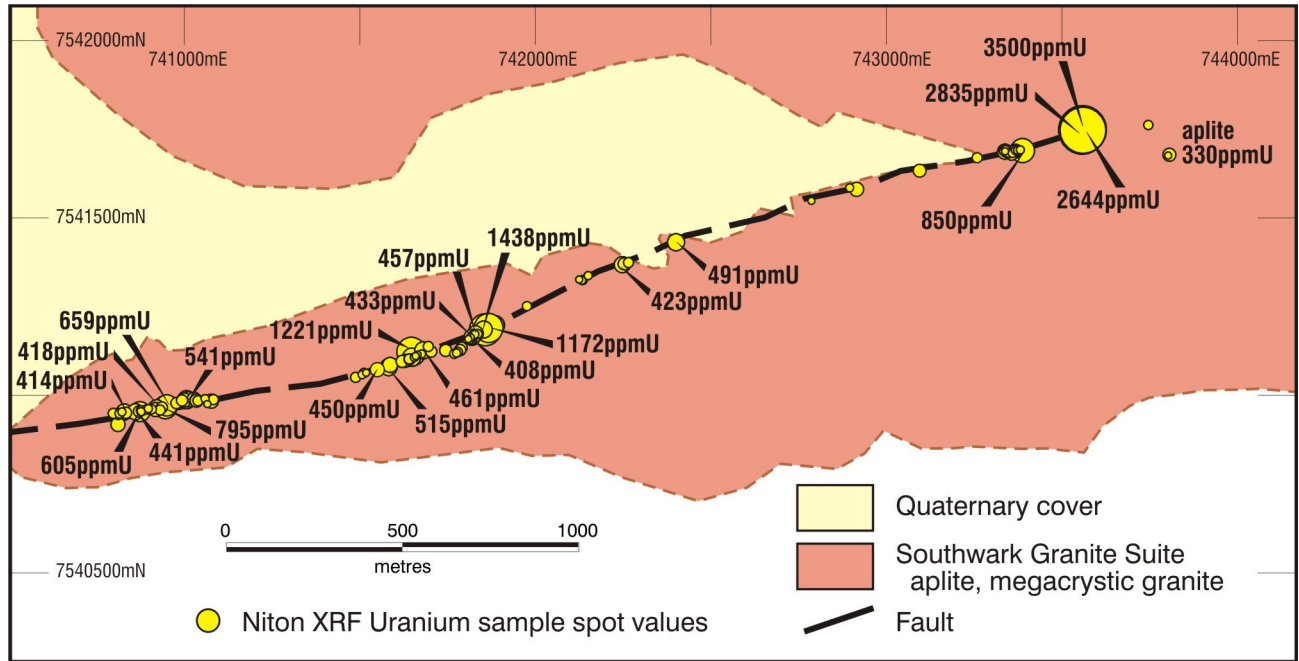 7542000mN
741000mE
742000mE
743000mE
744000mE
3500ppmU
2835ppmU
aplite
330ppmU
2644ppmU
850ppmU
7541500mN
1438ppmU
457ppmU
491ppmU
433ppmU
423ppmU
659ppmU
1221ppmU
1172ppmU
418ppmU
541ppmU
408ppmU
414ppmU
461ppmU
450ppmU
515ppmU
795ppmU
441ppmU
605ppmU
0 500 1000
metres
7540500mN
Quaternary cover
Southwark Granite Suite
aplite, megacrystic granite
Niton XRF Uranium sample spot values
Fault